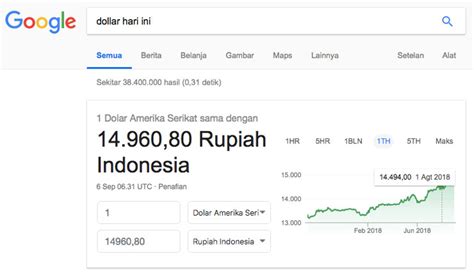 Google
dollar hari ini
Semua Berita Belanja Gambar Maps Lainnya Setelan Alat
Sekitar 38.400.000 hasil (0,31 detik)
1 Dolar Amerika Serikat sama dengan
14.960,80 Rupiah
Indonesia
6 Sep 06.31 UTC · Penafian
1HR 5HR 1BLN 1TH 5TH Maks
14.494,00 1 Agt 2018
15.000
14.000
13.000
Feb 2018 Jun 2018
1 Dolar Amerika Seri
14960,80 Rupiah Indonesia